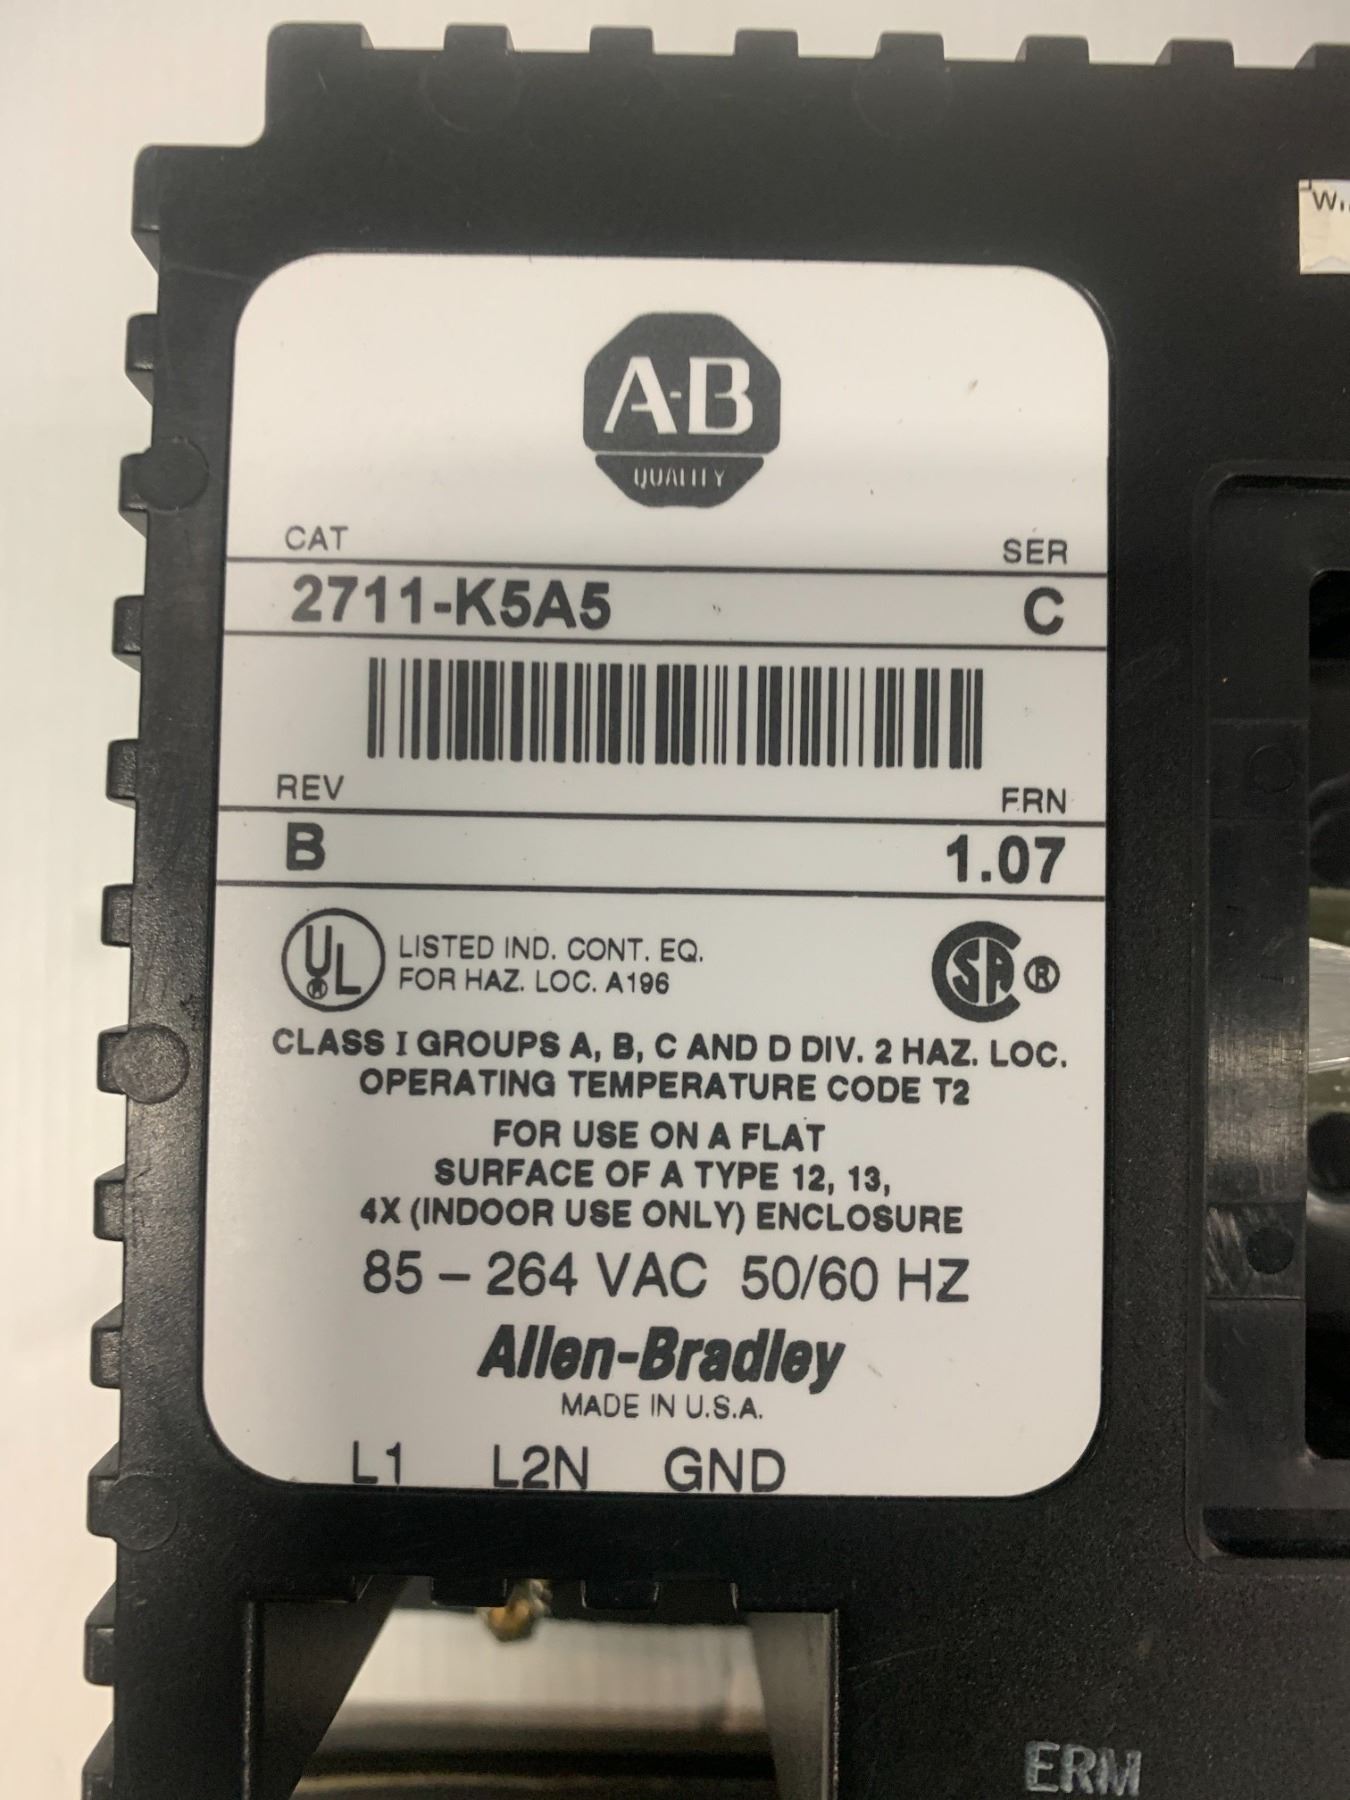 A-B
QUALITY
CAT SER
2711-K5A5 C
REV FRN
B 1.07
UL® LISTED IND. CONT. EQ.
FOR HAZ. LOC. A196
SA®
CLASS I GROUPS A, B, C AND D DIV. 2 HAZ. LOC.
OPERATING TEMPERATURE CODE T2
FOR USE ON A FLAT
SURFACE OF A TYPE 12, 13,
4X (INDOOR USE ONLY) ENCLOSURE
85 – 264 VAC 50/60 HZ
Allen-Bradley
MADE IN U.S.A.
L1 L2N GND
ERM